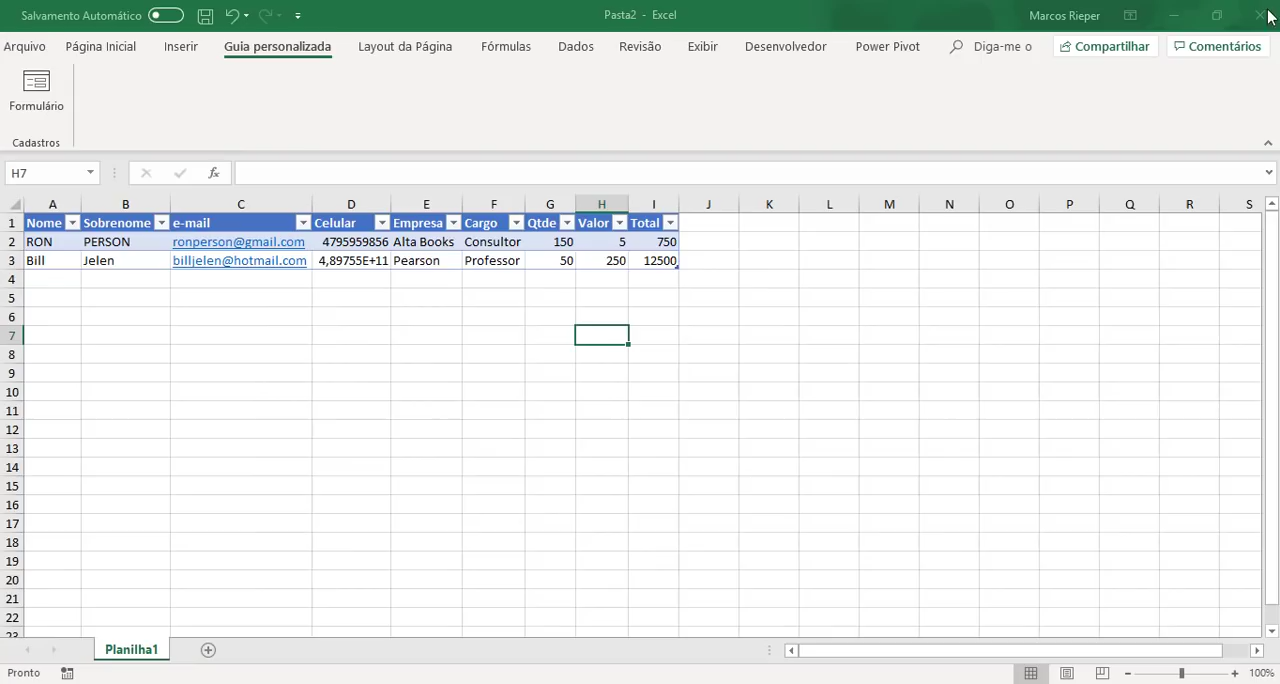 Salvamento Automático Pasta2 - Excel Marcos Rieper
Arquivo Página Inicial Inserir Guia personalizada Layout da Página Fórmulas Dados Revisão Exibir Desenvolvedor Power Pivot Diga-me o Compartilhar Comentários
Formulário
Cadastros
H7 fx
A B C D E F G H I J K L M N O P Q R S
1 Nome Sobrenome e-mail Celular Empresa Cargo Qtde Valor Total
2 RON PERSON ronperson@gmail.com 4795959856 Alta Books Consultor 150 5 750
3 Bill Jelen billjelen@hotmail.com 4,89755E+11 Pearson Professor 50 250 12500
4
5
6
7
8
9
10
11
12
13
14
15
16
17
18
19
20
21
22
23
Planilha1
Pronto 100%